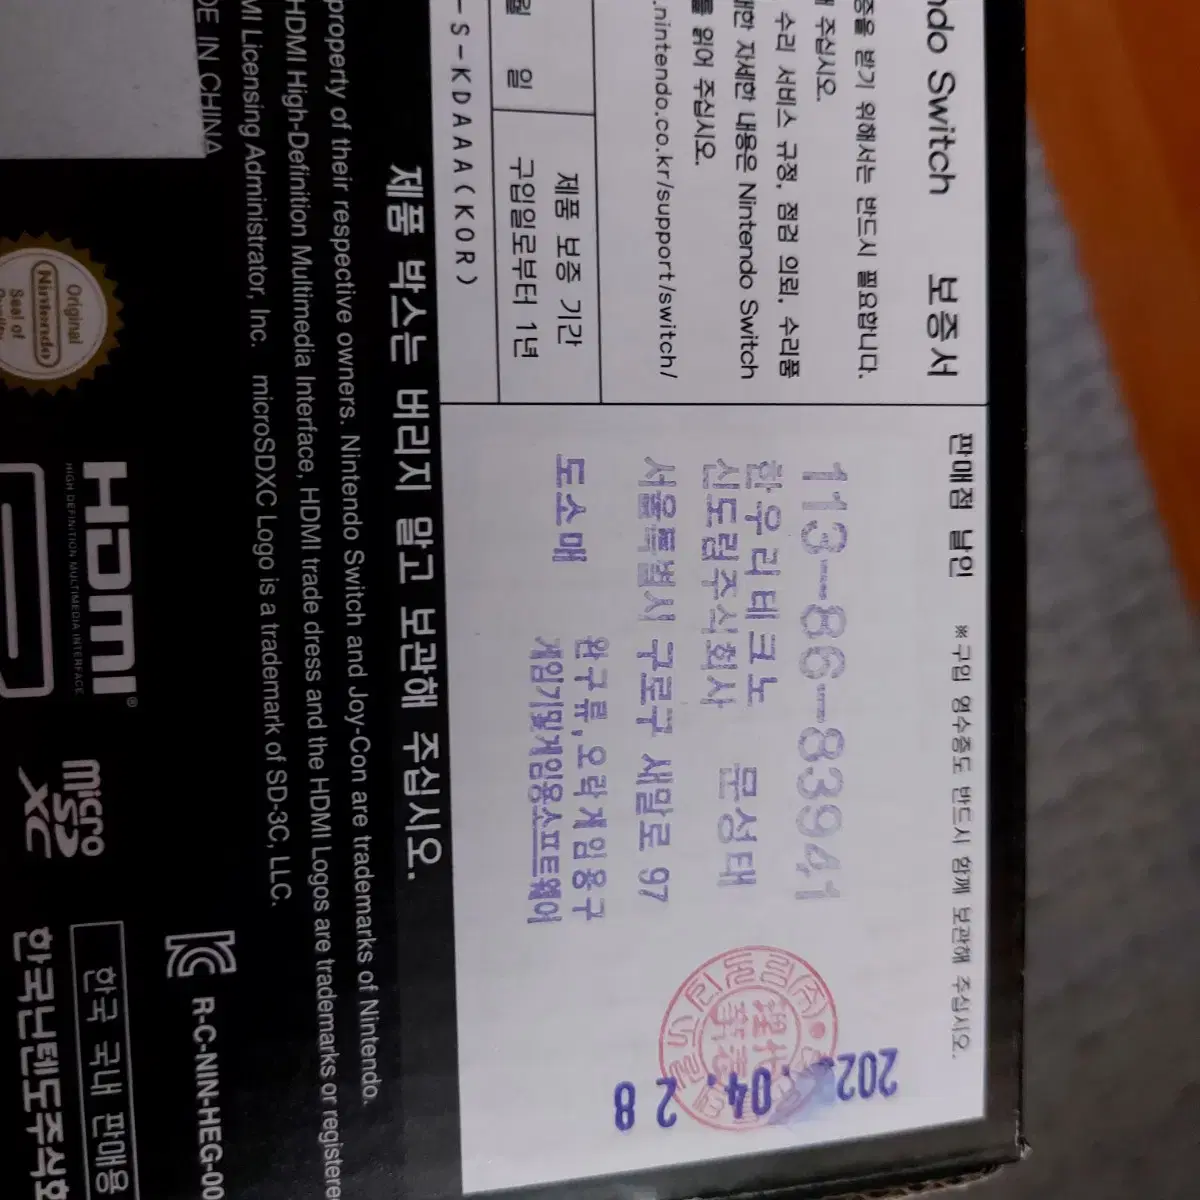 ndo Switch 보증서
증을 받기 위해서는 반드시 필요합니다.
주십시오.
수리 서비스 규정, 점검 의뢰, 수리품
대한 자세한 내용은 Nintendo Switch
를 읽어 주십시오.
.nintendo.co.kr/support/switch/
월 일
제품 보증 기간
구입일로부터 1년
-S-KDAAA(KOR)
판매점 날인 ※구입 영수증도 반드시 함께 보관해 주십시오.
113-86-83941
한우리테크노
신도림주식회사 문성태
서울특별시 구로구 새말로 97
도소매 완구류,오락게임용구
게임기및게임용소프트웨어
04. 28
제품 박스는 버리지 말고 보관해 주십시오.
property of their respective owners. Nintendo Switch and Joy-Con are trademarks of Nintendo.
HDMI High-Definition Multimedia Interface, HDMI trade dress and the HDMI Logos are trademarks or registere
MI Licensing Administrator, Inc. microSDXC Logo is a trademark of SD-3C, LLC.
DE IN CHINA
Original
Nintendo
Seal of
HDMI®
HIGH DEFINITION MULTIMEDIA INTERFACE
micro
SD
XC
R-C-NIN-HEG-00
한국 국내 판매용
한국닌텐도주식회